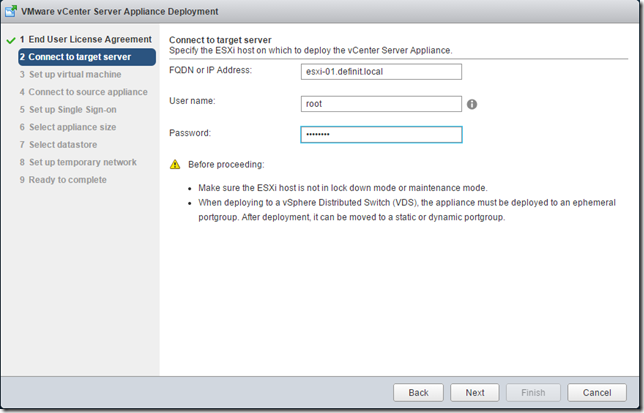 VMware vCenter Server Appliance Deployment
1 End User License Agreement
2 Connect to target server
3 Set up virtual machine
4 Connect to source appliance
5 Set up Single Sign-on
6 Select appliance size
7 Select datastore
8 Set up temporary network
9 Ready to complete
Connect to target server
Specify the ESXi host on which to deploy the vCenter Server Appliance.
FQDN or IP Address: esxi-01.definit.local
User name: root
Password: ••••••••
Before proceeding:
• Make sure the ESXi host is not in lock down mode or maintenance mode.
• When deploying to a vSphere Distributed Switch (VDS), the appliance must be deployed to an ephemeral
portgroup. After deployment, it can be moved to a static or dynamic portgroup.
Back Next Finish Cancel